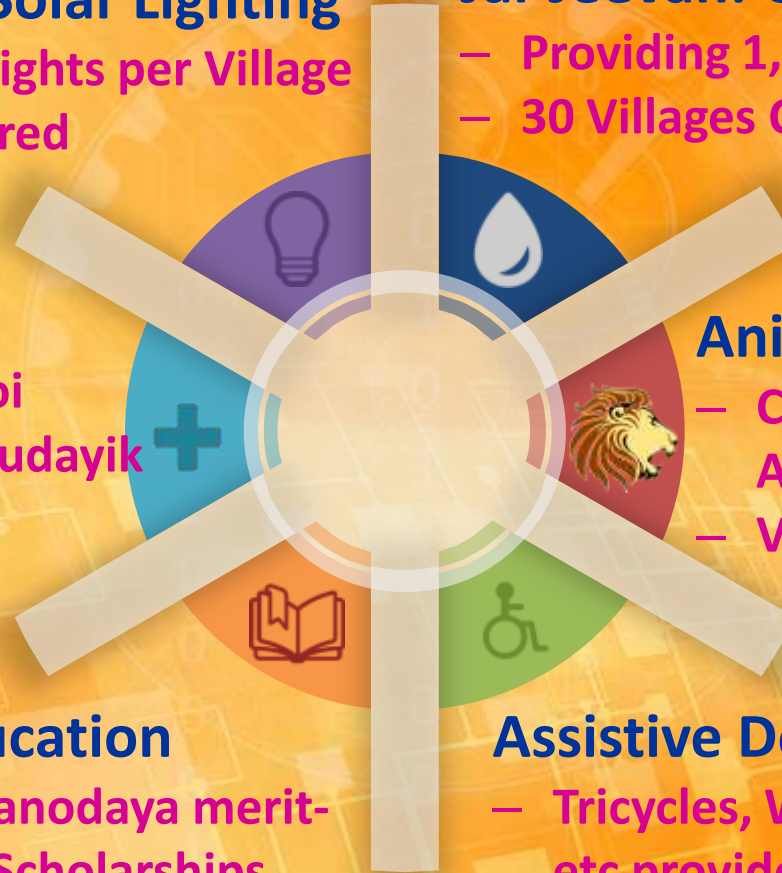 Solar Lighting
ights per Village
red
Providing 1,
30 Villages
udayik
Ani
C
A
V
ucation
anodaya merit-
Scholarships
Assistive De
Tricycles,
etc provide